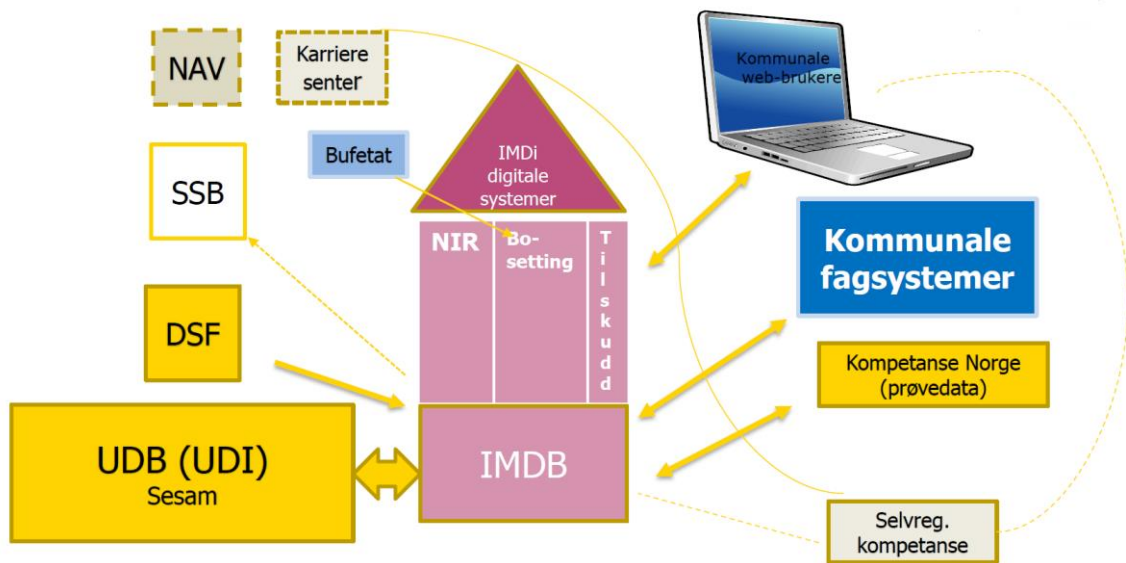 NAV
Karriere
senter
Kommunale
web-brukere
Bufetat
IMDi
digitale
systemer
SSB
NIR
Bo-
setting
Tilskudd
Kommunale
fagsystemer
DSF
Kompetanse Norge
(prøvedata)
UDB (UDI)
Sesam
IMDB
Selvreg.
kompetanse